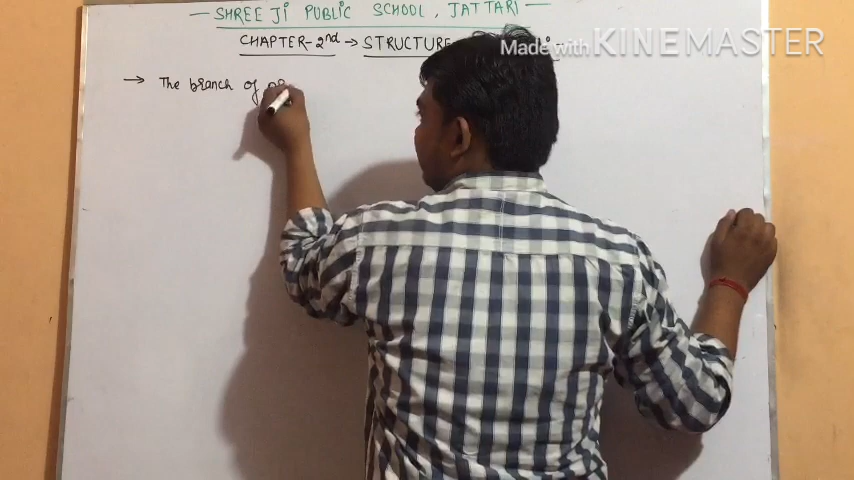 — SHREE JI PUBLIC SCHOOL, JATTARI —
CHAPTER-2nd → STRUCTURE
Made with KINEMASTER
→ The branch of